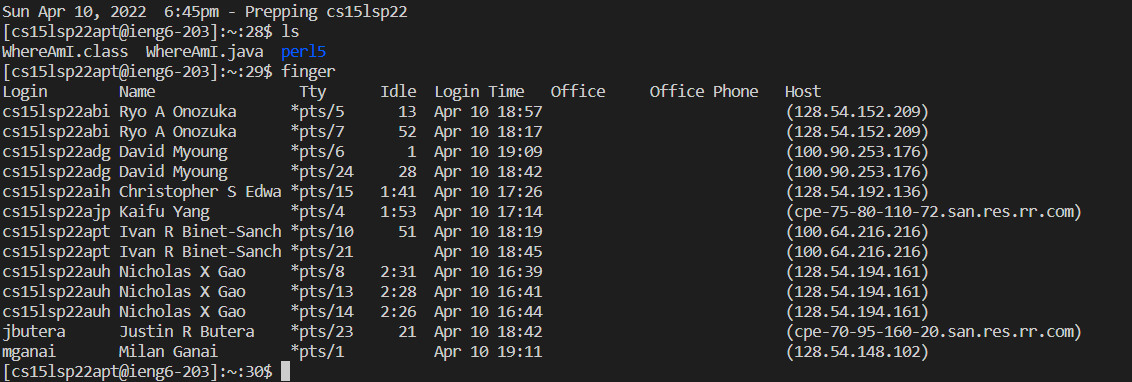 Sun Apr 10, 2022  6:45pm - Prepping cs15lsp22
[cs15lsp22apt@ieng6-203]:~:28$ ls
WhereAmI.class  WhereAmI.java  perl5
[cs15lsp22apt@ieng6-203]:~:29$ finger
Login       Name               Tty      Idle  Login Time   Office     Office Phone   Host
cs15lsp22abi Ryo A Onozuka     *pts/5      13  Apr 10 18:57                           (128.54.152.209)
cs15lsp22abi Ryo A Onozuka     *pts/7      52  Apr 10 18:17                           (128.54.152.209)
cs15lsp22adg David Myoung      *pts/6       1  Apr 10 19:09                           (100.90.253.176)
cs15lsp22adg David Myoung      *pts/24     28  Apr 10 18:42                           (100.90.253.176)
cs15lsp22aih Christopher S Edwa *pts/15  1:41  Apr 10 17:26                           (128.54.192.136)
cs15lsp22ajp Kaifu Yang        *pts/4    1:53  Apr 10 17:14                           (cpe-75-80-110-72.san.res.rr.com)
cs15lsp22apt Ivan R Binet-Sanch *pts/10    51  Apr 10 18:19                           (100.64.216.216)
cs15lsp22apt Ivan R Binet-Sanch *pts/21        Apr 10 18:45                           (100.64.216.216)
cs15lsp22auh Nicholas X Gao    *pts/8    2:31  Apr 10 16:39                           (128.54.194.161)
cs15lsp22auh Nicholas X Gao    *pts/13   2:28  Apr 10 16:41                           (128.54.194.161)
cs15lsp22auh Nicholas X Gao    *pts/14   2:26  Apr 10 16:44                           (128.54.194.161)
jbutera     Justin R Butera    *pts/23     21  Apr 10 18:42                           (cpe-70-95-160-20.san.res.rr.com)
mganai      Milan Ganai        *pts/1          Apr 10 19:11                           (128.54.148.102)
[cs15lsp22apt@ieng6-203]:~:30$